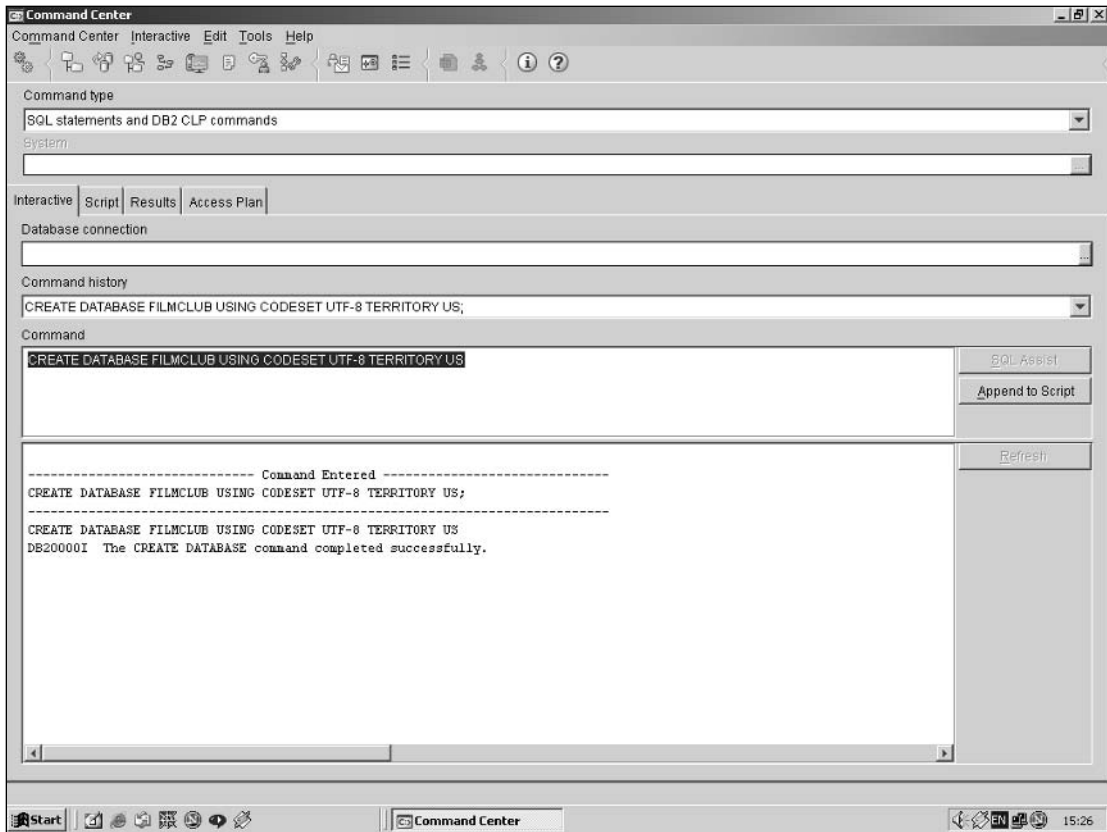 Command Center
Command Center Interactive Edit Tools Help
Command type
SQL statements and DB2 CLP commands
System
...
Interactive Script Results Access Plan
Database connection
...
Command history
CREATE DATABASE FILMCLUB USING CODESET UTF-8 TERRITORY US;
Command
CREATE DATABASE FILMCLUB USING CODESET UTF-8 TERRITORY US
SQL Assist
Append to Script
Refresh
------------------------------ Command Entered ------------------------------
CREATE DATABASE FILMCLUB USING CODESET UTF-8 TERRITORY US;
-----------------------------------------------------------------------------
CREATE DATABASE FILMCLUB USING CODESET UTF-8 TERRITORY US
DB20000I The CREATE DATABASE command completed successfully.
Start Command Center EN 15:26